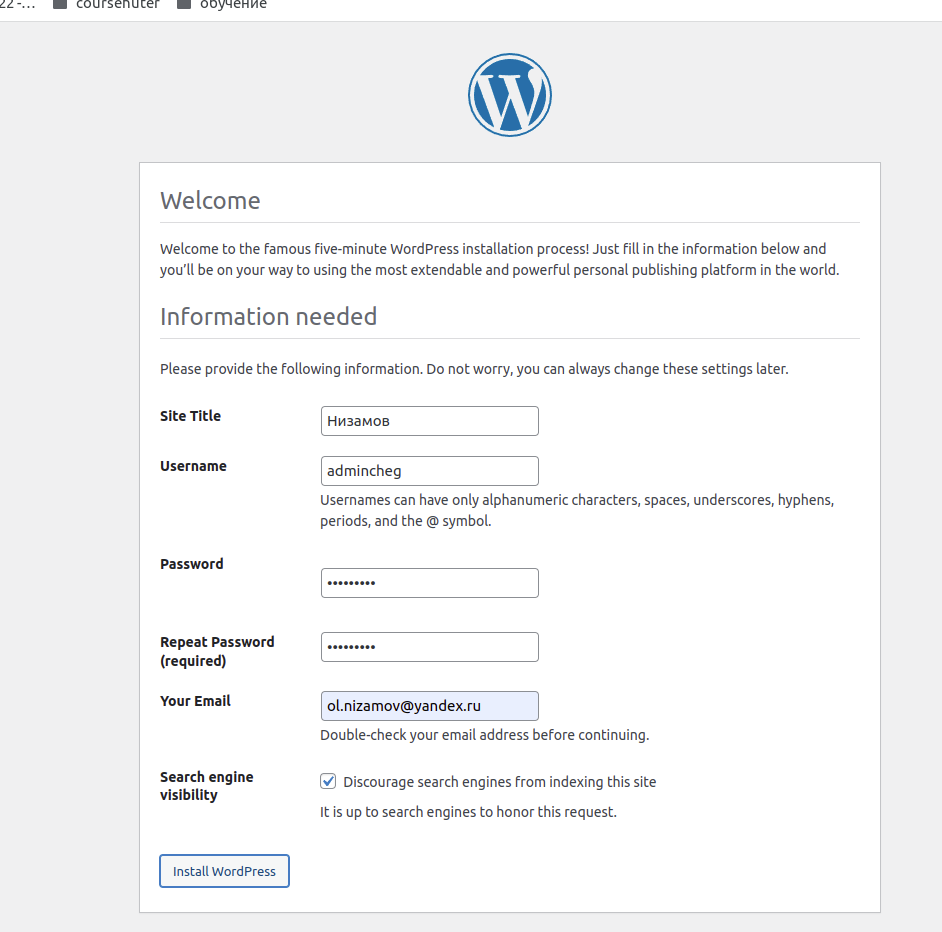 22 -...
coursehuter
обучение
Welcome
Welcome to the famous five-minute WordPress installation process! Just fill in the information below and
you’ll be on your way to using the most extendable and powerful personal publishing platform in the world.
Information needed
Please provide the following information. Do not worry, you can always change these settings later.
Site Title
Низамов
Username
admincheg
Usernames can have only alphanumeric characters, spaces, underscores, hyphens,
periods, and the @ symbol.
Password
•••••••••
Repeat Password
(required)
•••••••••
Your Email
ol.nizamov@yandex.ru
Double-check your email address before continuing.
Search engine
visibility
Discourage search engines from indexing this site
It is up to search engines to honor this request.
Install WordPress